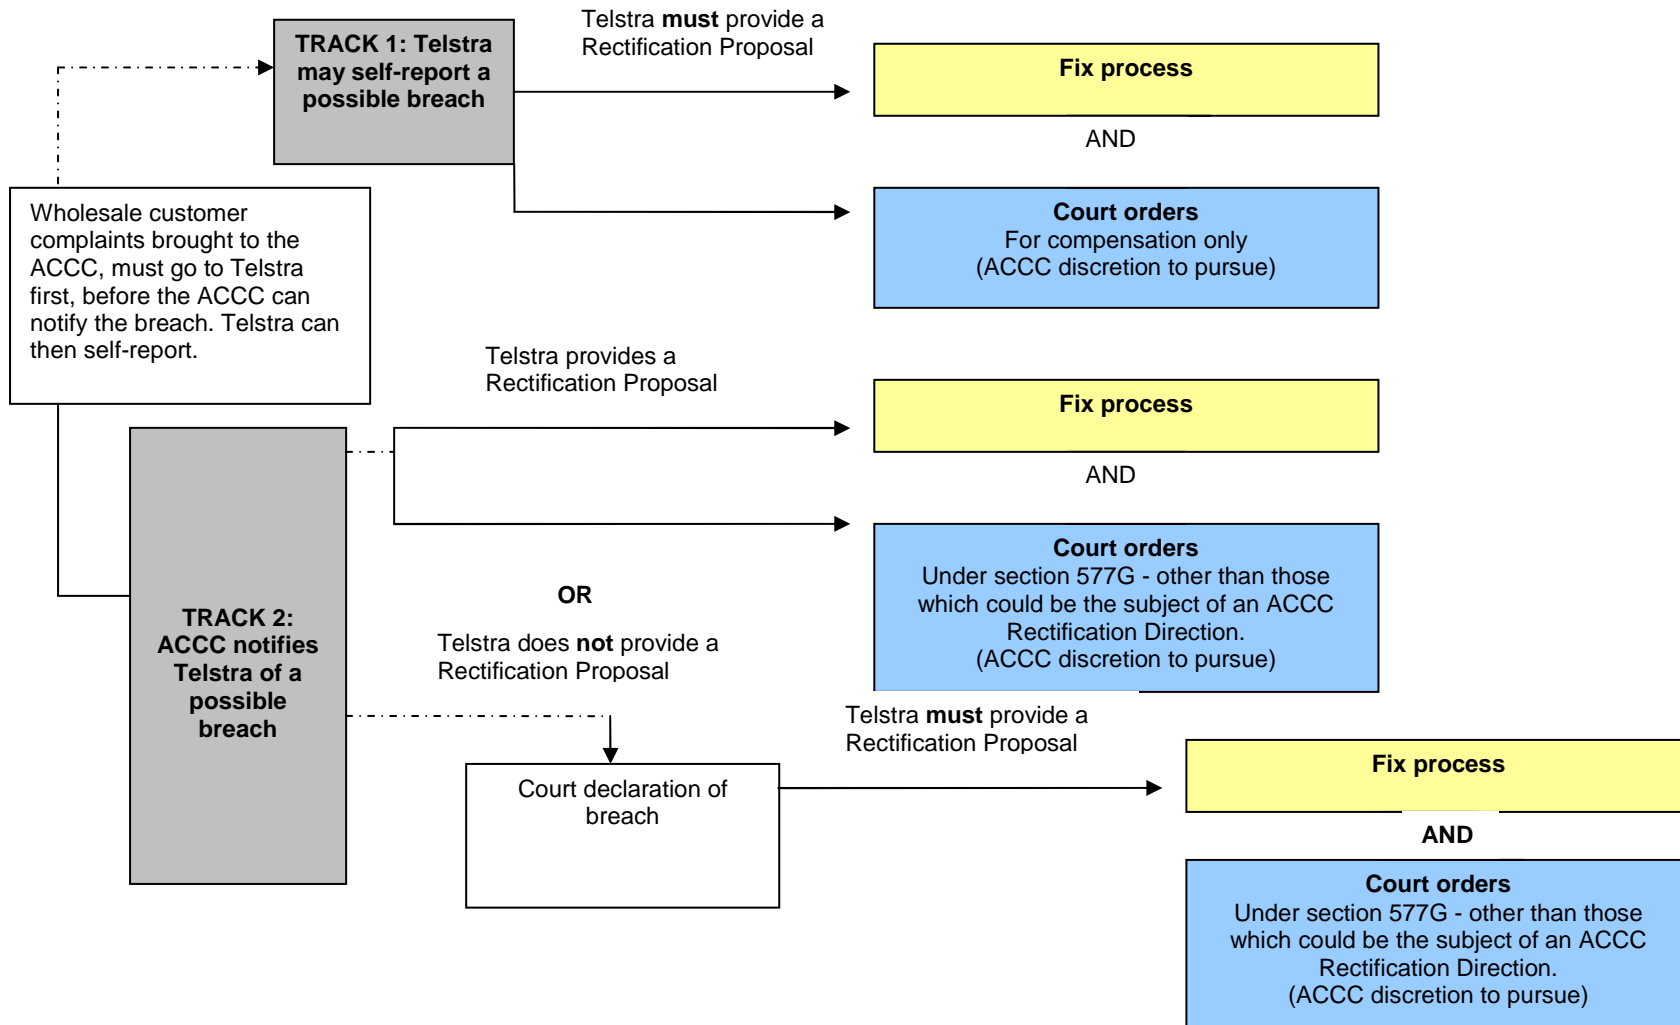 Telstra must provide a
Rectification Proposal
TRACK 1: Telstra
may self-report a
possible breach
Fix process
AND
Court orders
For compensation only
(ACCC discretion to pursue)
Wholesale customer
complaints brought to the
ACCC, must go to Telstra
first, before the ACCC can
notify the breach. Telstra can
then self-report.
Telstra provides a
Rectification Proposal
Fix process
AND
Court orders
Under section 577G - other than those
which could be the subject of an ACCC
Rectification Direction.
(ACCC discretion to pursue)
TRACK 2:
ACCC notifies
Telstra of a
possible
breach
OR
Telstra does not provide a
Rectification Proposal
Court declaration of
breach
Telstra must provide a
Rectification Proposal
Fix process
AND
Court orders
Under section 577G - other than those
which could be the subject of an ACCC
Rectification Direction.
(ACCC discretion to pursue)